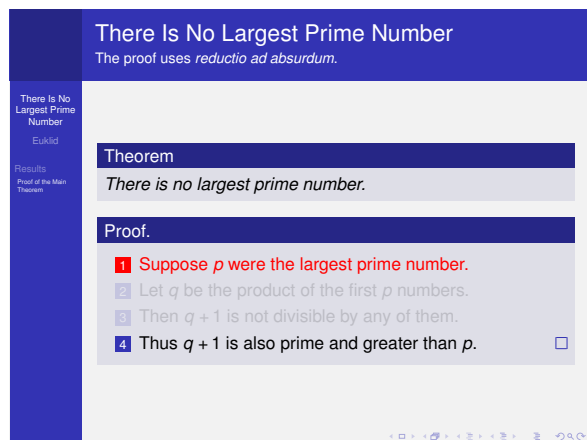 There Is No Largest Prime Number
The proof uses reductio ad absurdum.
There Is No
Largest Prime
Number
Euklid
Results
Proof of the Main
Theorem
Theorem
There is no largest prime number.
Proof.
1 Suppose p were the largest prime number.
2 Let q be the product of the first p numbers.
3 Then q + 1 is not divisible by any of them.
4 Thus q + 1 is also prime and greater than p. □